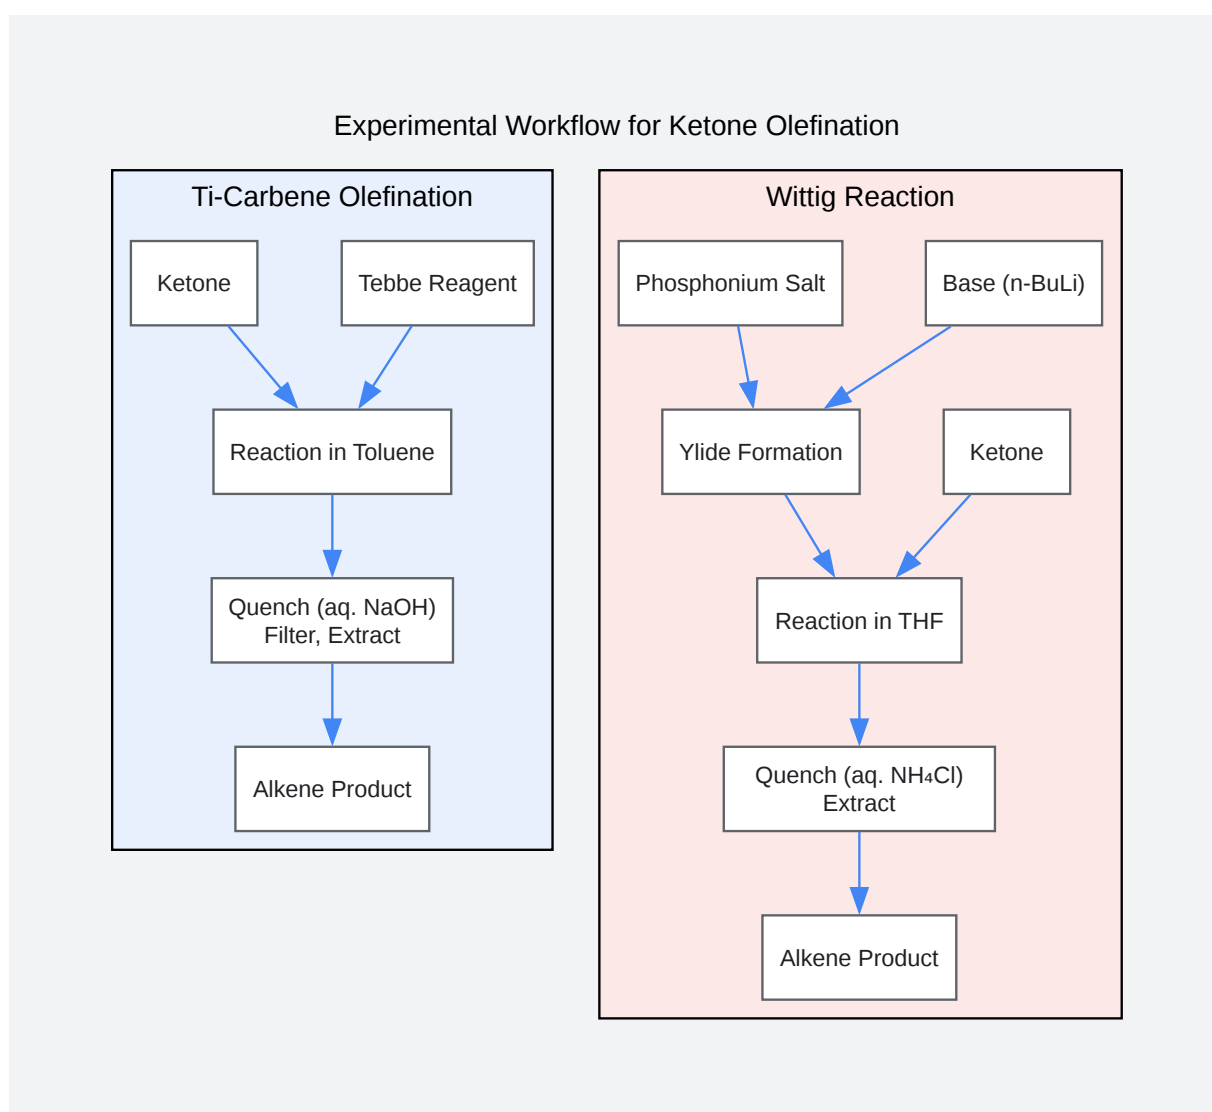 Experimental Workflow for Ketone Olefination
Ti-Carbene Olefination
Ketone
Tebbe Reagent
Reaction in Toluene
Quench (aq. NaOH)
Filter, Extract
Alkene Product
Wittig Reaction
Phosphonium Salt
Base (n-BuLi)
Ylide Formation
Ketone
Reaction in THF
Quench (aq. NH₄Cl)
Extract
Alkene Product